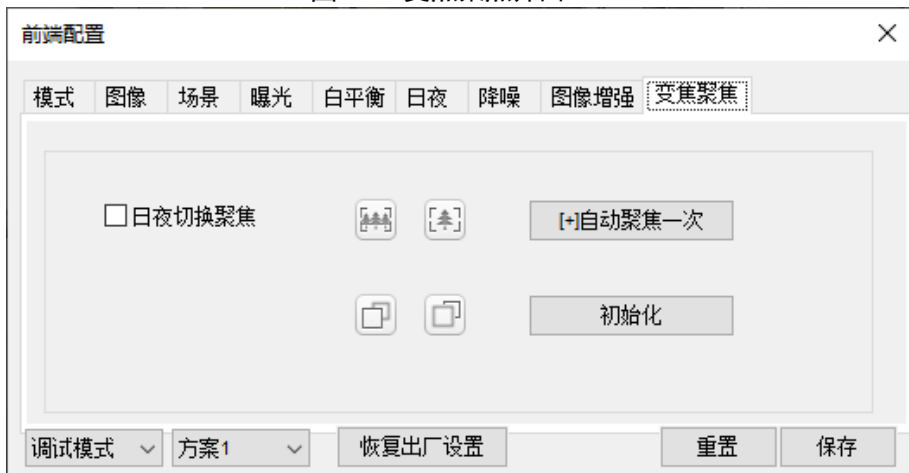 前端配置
模式 图像 场景 曝光 白平衡 日夜 降噪 图像增强 变焦聚焦
日夜切换聚焦 [+]自动聚焦一次
初始化
调试模式 方案1 恢复出厂设置 重置 保存